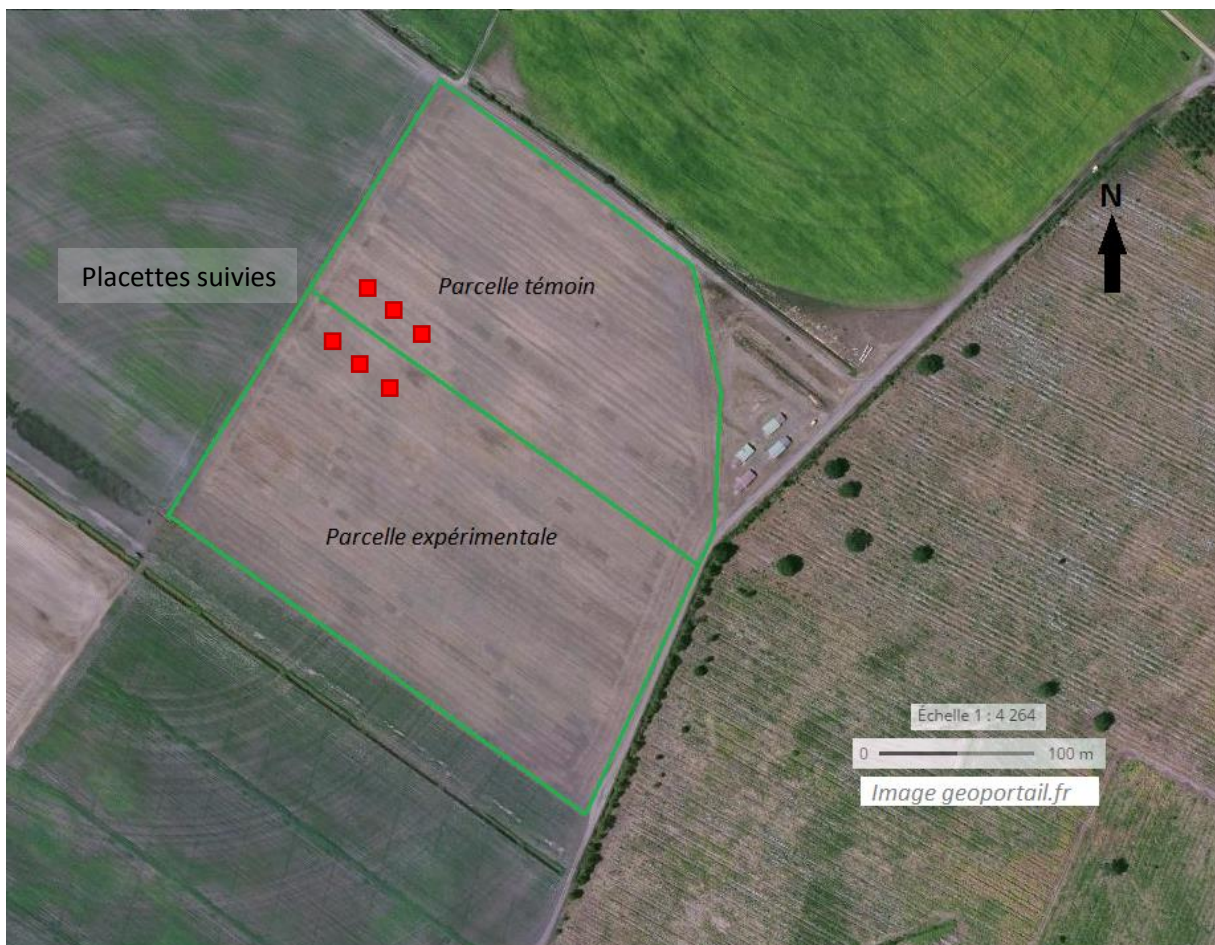 N
Placettes suivies
Parcelle témoin
Parcelle expérimentale
Échelle 1 : 4 264
0 100 m
Image geoportail.fr